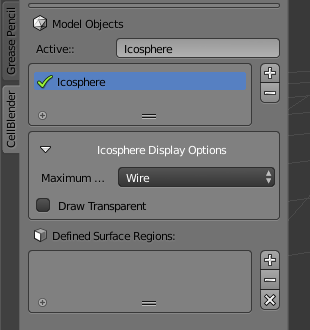 Grease Pencil
CellBlender
Model Objects
Active:: Icosphere
Icosphere
Icosphere Display Options
Maximum ... Wire
Draw Transparent
Defined Surface Regions: